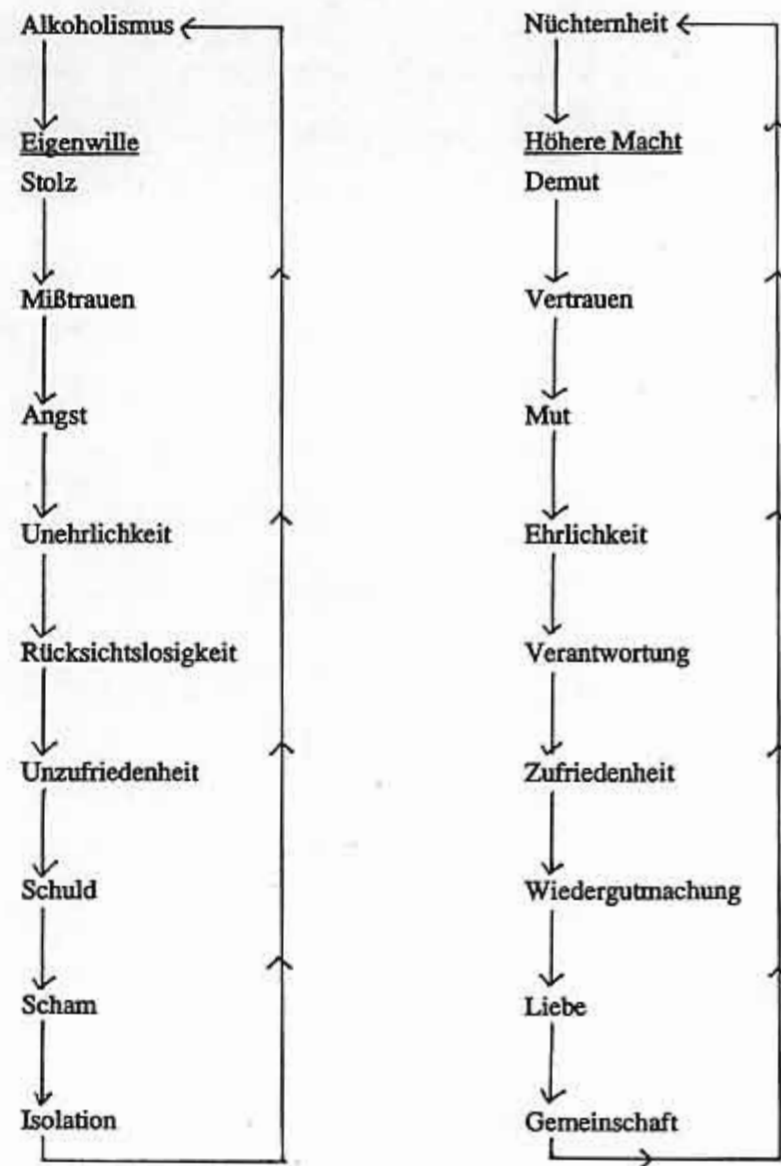 Alkoholismus
Eigenwille
Stolz
Mißtrauen
Angst
Unehrlichkeit
Rücksichtslosigkeit
Unzufriedenheit
Schuld
Scham
Isolation
Nüchternheit
Höhere Macht
Demut
Vertrauen
Mut
Ehrlichkeit
Verantwortung
Zufriedenheit
Wiedergutmachung
Liebe
Gemeinschaft